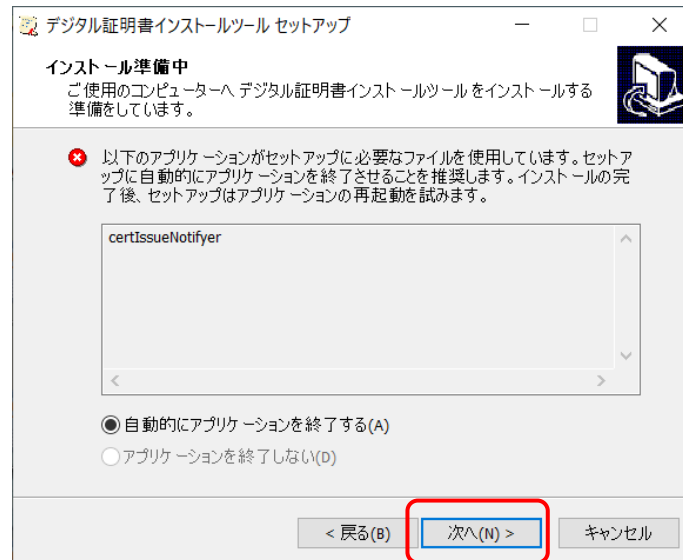 デジタル証明書インストールツール セットアップ
インストール準備中
ご使用のコンピューターへ デジタル証明書インストールツール をインストールする
準備をしています。
以下のアプリケーションがセットアップに必要なファイルを使用しています。セットア
ップに自動的にアプリケーションを終了させることを推奨します。インストールの完
了後、セットアップはアプリケーションの再起動を試みます。
certIssueNotifyer
自動的にアプリケーションを終了する(A)
アプリケーションを終了しない(D)
< 戻る(B) 次へ(N) > キャンセル